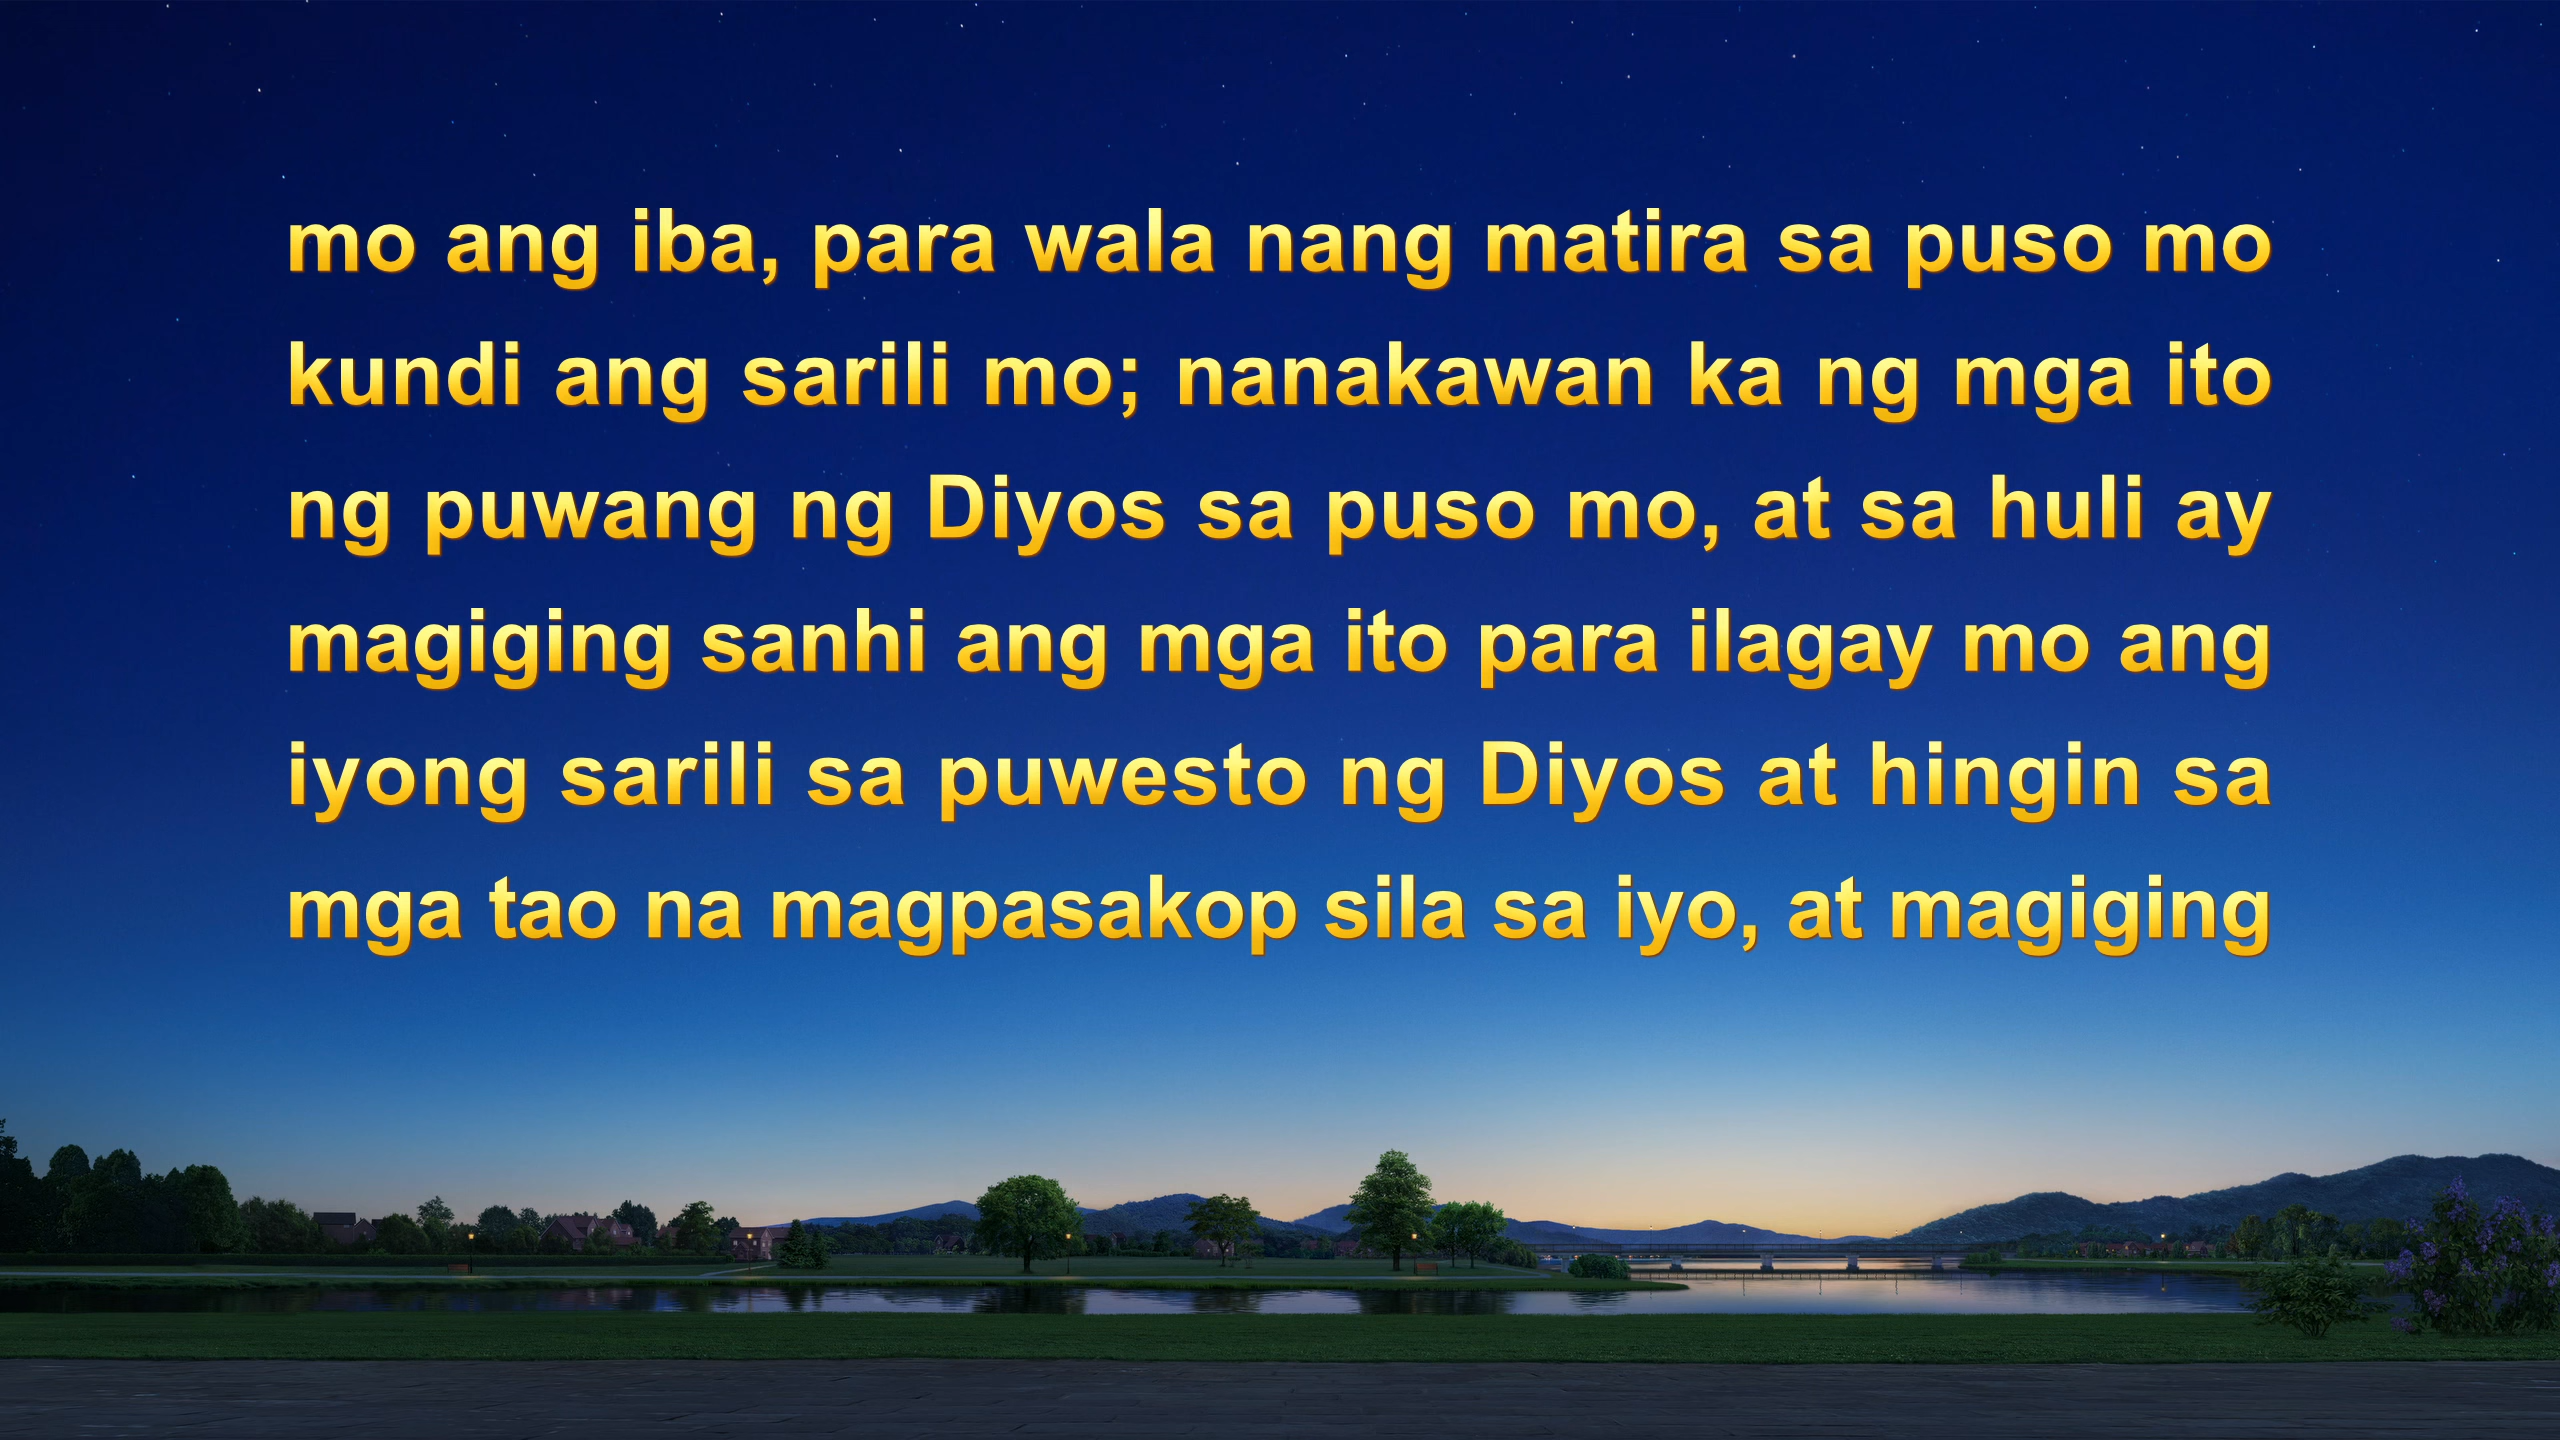 mo ang iba, para wala nang matira sa puso mo
kundi ang sarili mo; nanakawan ka ng mga ito
ng puwang ng Diyos sa puso mo, at sa huli ay
magiging sanhi ang mga ito para ilagay mo ang
iyong sarili sa puwesto ng Diyos at hingin sa
mga tao na magpasakop sila sa iyo, at magiging